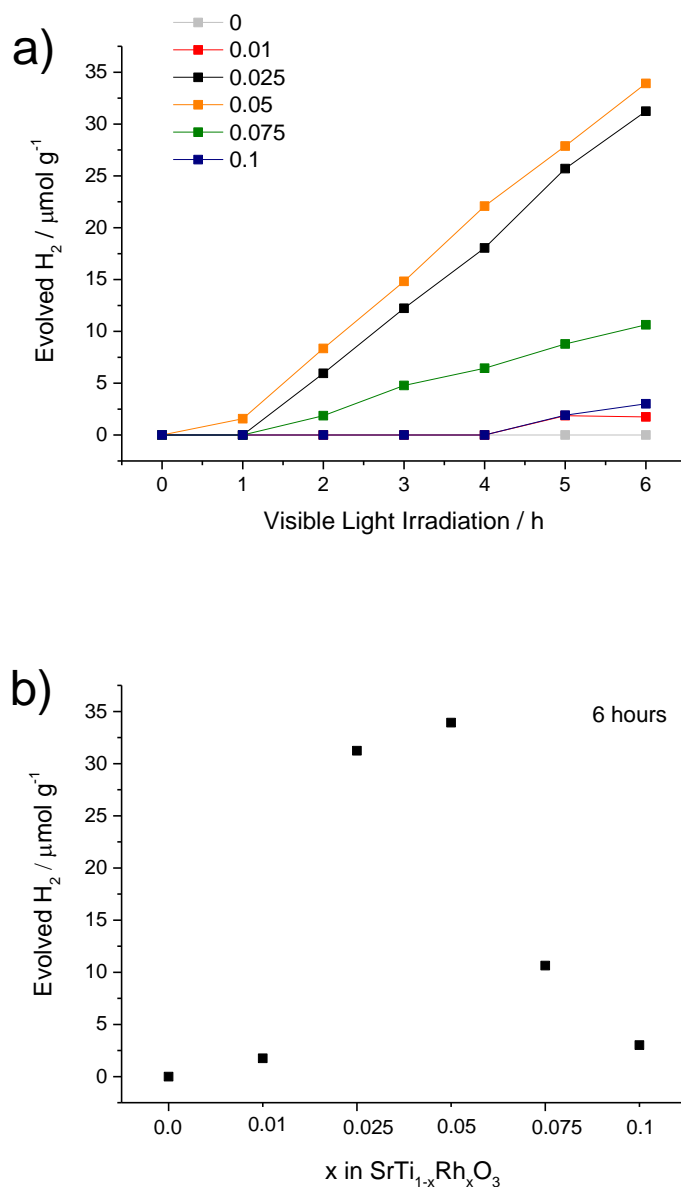 a)
0
0.01
0.025
0.05
0.075
0.1
35
30
25
20
15
10
5
0
Evolved H₂ / μmol g⁻¹
0 1 2 3 4 5 6
Visible Light Irradiation / h
b)
6 hours
35
30
25
20
15
10
5
0
Evolved H₂ / μmol g⁻¹
0.0 0.01 0.025 0.05 0.075 0.1
x in SrTi₁₋ₓRhₓO₃